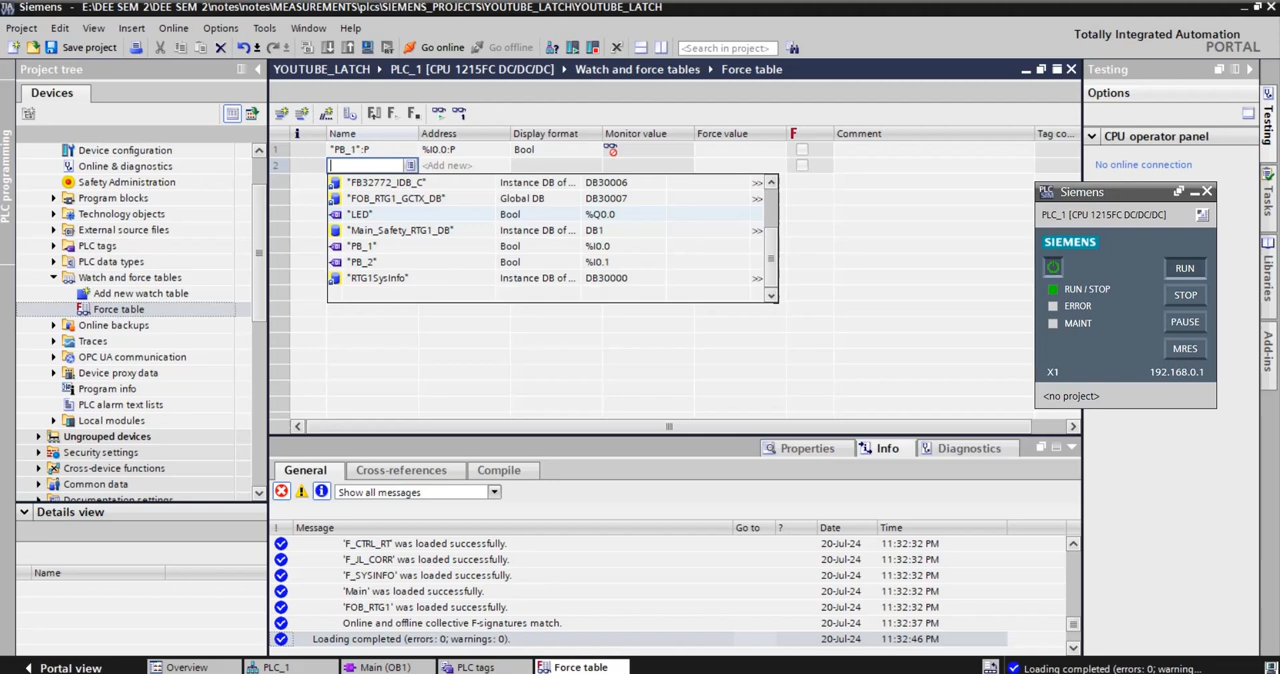 Siemens - E:\DEE SEM 2\DEE SEM 2\notes\notes\MEASUREMENTS\plcs\SIEMENS_PROJECTS\YOUTUBE_LATCH\YOUTUBE_LATCH
Project Edit View Insert Online Options Tools Window Help
Totally Integrated Automation
PORTAL
Save project Go online Go offline <Search in project>
Project tree
YOUTUBE_LATCH PLC_1 [CPU 1215FC DC/DC/DC] Watch and force tables Force table
Testing
Devices
Options
PLC programming
Device configuration
Online & diagnostics
Safety Administration
Program blocks
Technology objects
External source files
PLC tags
PLC data types
Watch and force tables
Add new watch table
Force table
Online backups
Traces
OPC UA communication
Device proxy data
Program info
PLC alarm text lists
Local modules
Ungrouped devices
Security settings
Cross-device functions
Common data
Documentation settings
Details view
Name
i Name Address Display format Monitor value Force value F Comment Tag co...
1 "PB_1":P %I0.0:P Bool
2 <Add new>
"FB32772_IDB_C" Instance DB of ... DB30006 >>
"FOB_RTG1_GCTX_DB" Global DB DB30007 >>
"LED" Bool %Q0.0
"Main_Safety_RTG1_DB" Instance DB of ... DB1 >>
"PB_1" Bool %I0.0
"PB_2" Bool %I0.1
"RTG1SysInfo" Instance DB of ... DB30000 >>
CPU operator panel
No online connection
PLC Siemens
PLC_1 [CPU 1215FC DC/DC/DC]
SIEMENS
RUN
RUN / STOP
STOP
ERROR
PAUSE
MAINT
MRES
X1 192.168.0.1
<no project>
Testing
Tasks
Libraries
Add-ins
Properties Info Diagnostics
General Cross-references Compile
Show all messages
! Message Go to ? Date Time
'F_CTRL_RT' was loaded successfully. 20-Jul-24 11:32:32 PM
'F_JL_CORR' was loaded successfully. 20-Jul-24 11:32:32 PM
'F_SYSINFO' was loaded successfully. 20-Jul-24 11:32:32 PM
'Main' was loaded successfully. 20-Jul-24 11:32:32 PM
'FOB_RTG1' was loaded successfully. 20-Jul-24 11:32:32 PM
Online and offline collective F-signatures match. 20-Jul-24 11:32:37 PM
Loading completed (errors: 0; warnings: 0). 20-Jul-24 11:32:46 PM
Portal view Overview PLC_1 Main (OB1) PLC tags Force table
Loading completed (errors: 0; warning...